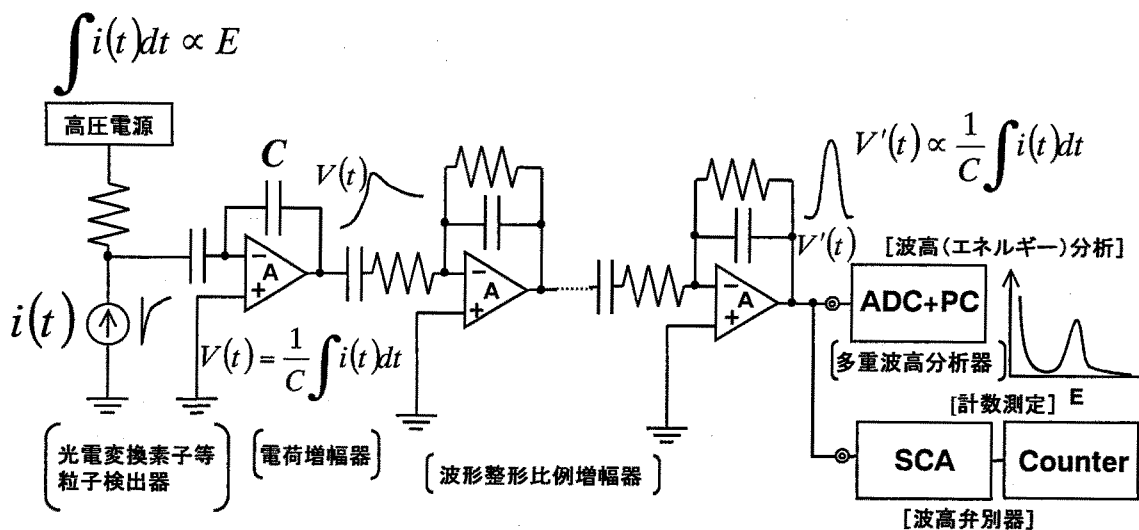 ∫i(t)dt ∝ E
高圧電源
C
V(t)
V'(t) ∝ 1/C ∫i(t)dt
V'(t)
[波高(エネルギー)分析]
A
A
A
ADC+PC
i(t)
V(t) = 1/C ∫i(t)dt
(多重波高分析器)
E
[計数測定]
(光電変換素子等
粒子検出器)
(電荷増幅器)
(波形整形比例増幅器)
SCA
Counter
[波高弁別器]